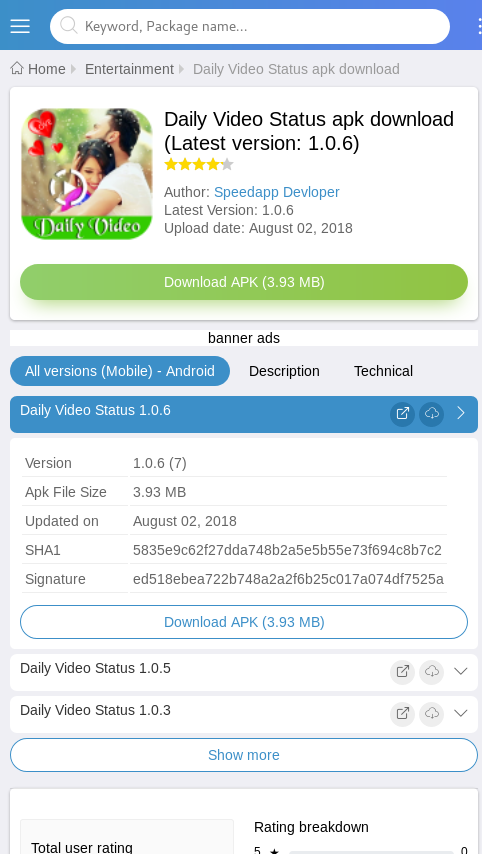 Keyword, Package name...
Home Entertainment Daily Video Status apk download
Love
Daily Video
Daily Video Status apk download
(Latest version: 1.0.6)
Author: Speedapp Devloper
Latest Version: 1.0.6
Upload date: August 02, 2018
Download APK (3.93 MB)
banner ads
All versions (Mobile) - Android Description Technical
Daily Video Status 1.0.6
Version 1.0.6 (7)
Apk File Size 3.93 MB
Updated on August 02, 2018
SHA1 5835e9c62f27dda748b2a5e5b55e73f694c8b7c2
Signature ed518ebea722b748a2a2f6b25c017a074df7525a
Download APK (3.93 MB)
Daily Video Status 1.0.5
Daily Video Status 1.0.3
Show more
Total user rating
Rating breakdown
5 ★ 0